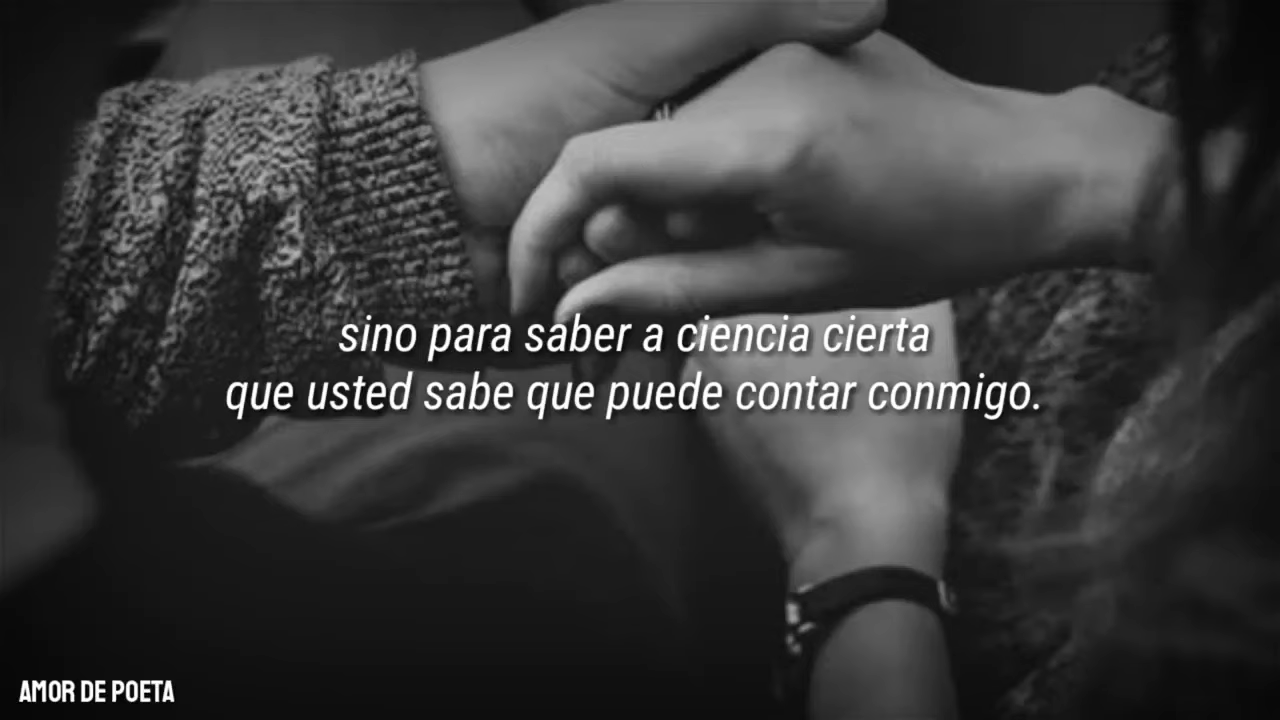 sino para saber a ciencia cierta
que usted sabe que puede contar conmigo.
AMOR DE POETA